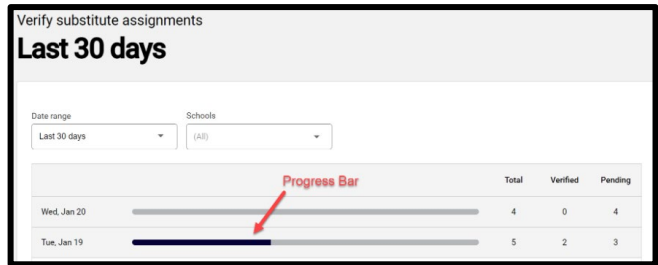 Verify substitute assignments
Last 30 days
Date range Schools
Last 30 days (All)
Progress Bar Total Verified Pending
Wed, Jan 20 4 0 4
Tue, Jan 19 5 2 3